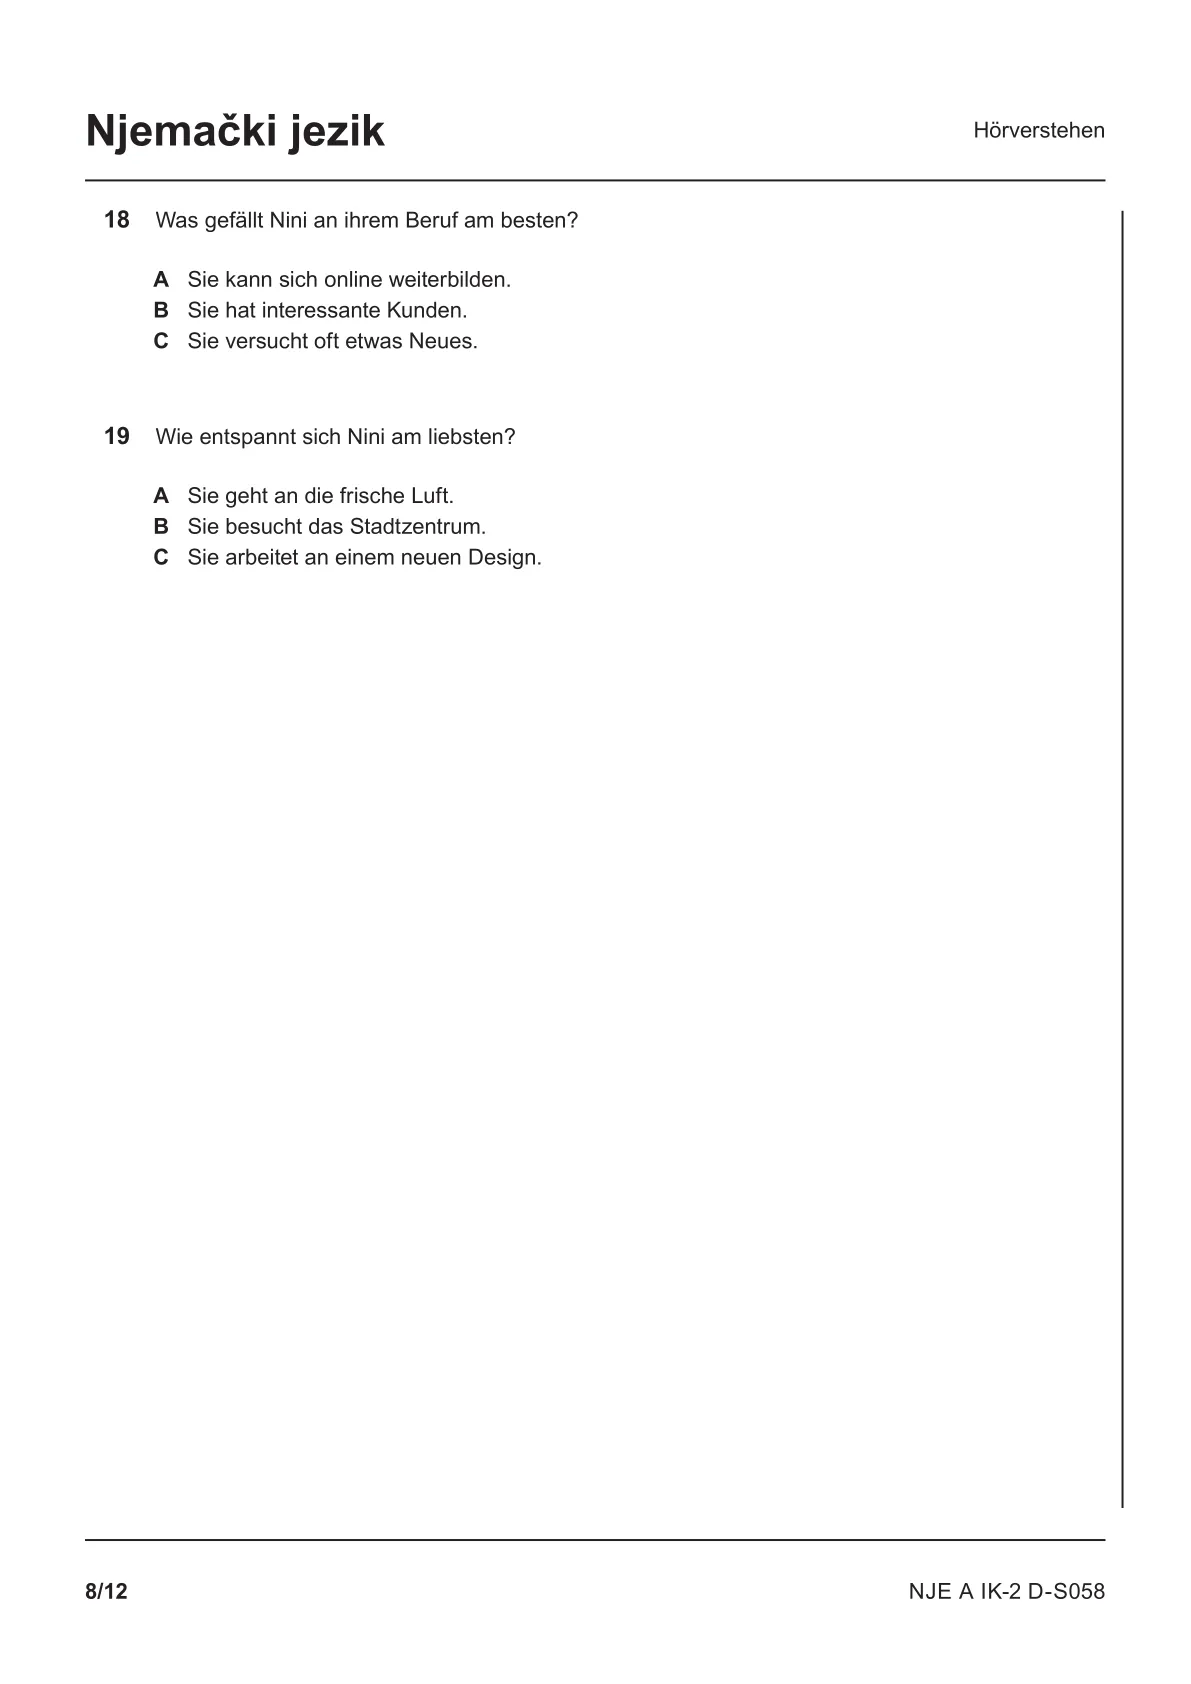 Njemački jezik
Hörverstehen
18 Was gefällt Nini an ihrem Beruf am besten?
A Sie kann sich online weiterbilden.
B Sie hat interessante Kunden.
C Sie versucht oft etwas Neues.
19 Wie entspannt sich Nini am liebsten?
A Sie geht an die frische Luft.
B Sie besucht das Stadtzentrum.
C Sie arbeitet an einem neuen Design.
8/12
NJE A IK-2 D-S058